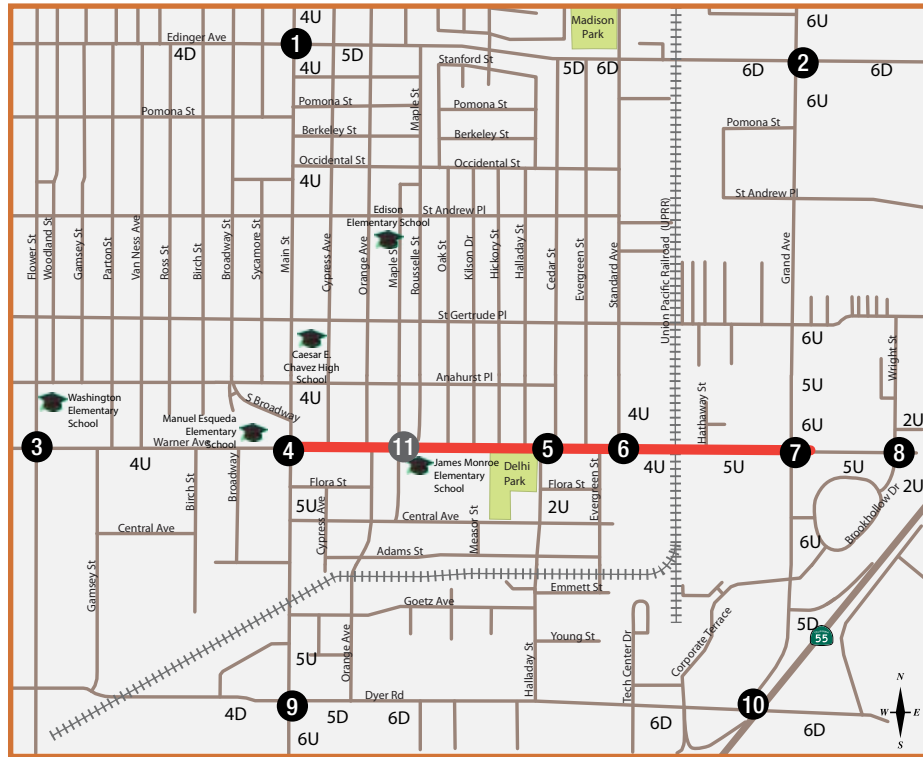 4U
6U
Madison
Park
Edinger Ave
1
4D
5D
4U
Stanford St
5D
6D
6D
2
6D
Pomona St
Pomona St
Maple St
Pomona St
6U
Berkeley St
Berkeley St
Pomona St
Occidental St
Occidental St
4U
St Andrew Pl
Edison
Elementary School
St Andrew Pl
Flower St
Woodland St
Garnsey St
Parton St
Van Ness Ave
Ross St
Birch St
Broadway St
Sycamore St
Main St
Cypress Ave
Orange Ave
Maple St
Rousselle St
Oak St
Kilson Dr
Hickory St
Halladay St
Cedar St
Evergreen St
Standard Ave
Union Pacific Railroad (UPRR)
Grand Ave
St Gertrude Pl
Caesar E.
Chavez High
School
6U
Wright St
Anahurst Pl
5U
Washington
Elementary
School
S Broadway
4U
Manuel Esqueda
Elementary
School
4U
Hathaway St
6U
2U
Warner Ave
3
4
11
5
6
7
8
4U
James Monroe
Elementary
School
Delhi
Park
4U
5U
5U
2U
Birch St
Broadway
Flora St
Flora St
5U
Cypress Ave
2U
Evergreen St
Brookhollow Dr
Central Ave
Central Ave
Measor St
6U
Adams St
Garnsey St
Emmett St
Goetz Ave
Corporate Terrace
5D
55
Young St
Orange Ave
5U
Halladay St
Tech Center Dr
Dyer Rd
9
10
4D
5D
6D
6D
6D
6U
N
W
E
S